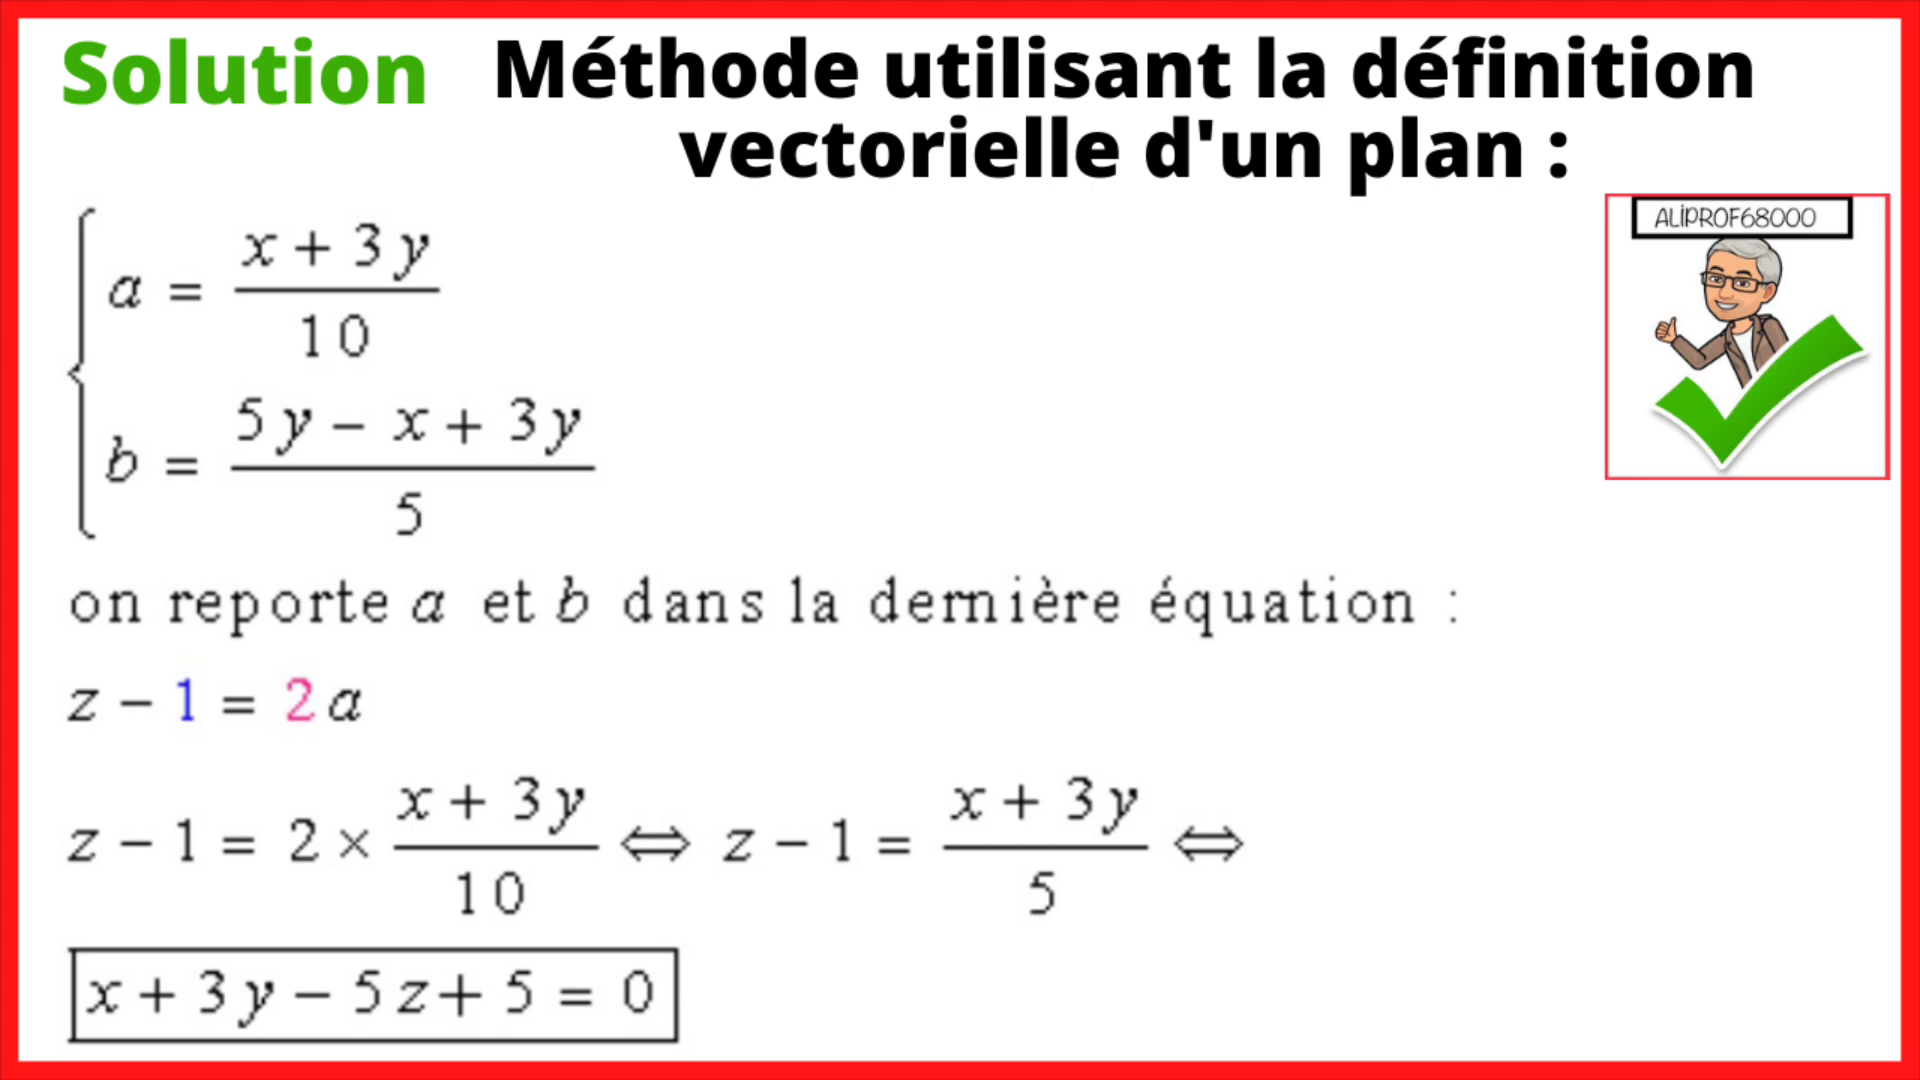 Solution Méthode utilisant la définition
vectorielle d'un plan :
ALiPROF68000
a = (x + 3y)/10
b = (5y − x + 3y)/5
on reporte a et b dans la dernière équation :
z − 1 = 2a
z − 1 = 2 × (x + 3y)/10 ⇔ z − 1 = (x + 3y)/5 ⇔
x + 3y − 5z + 5 = 0